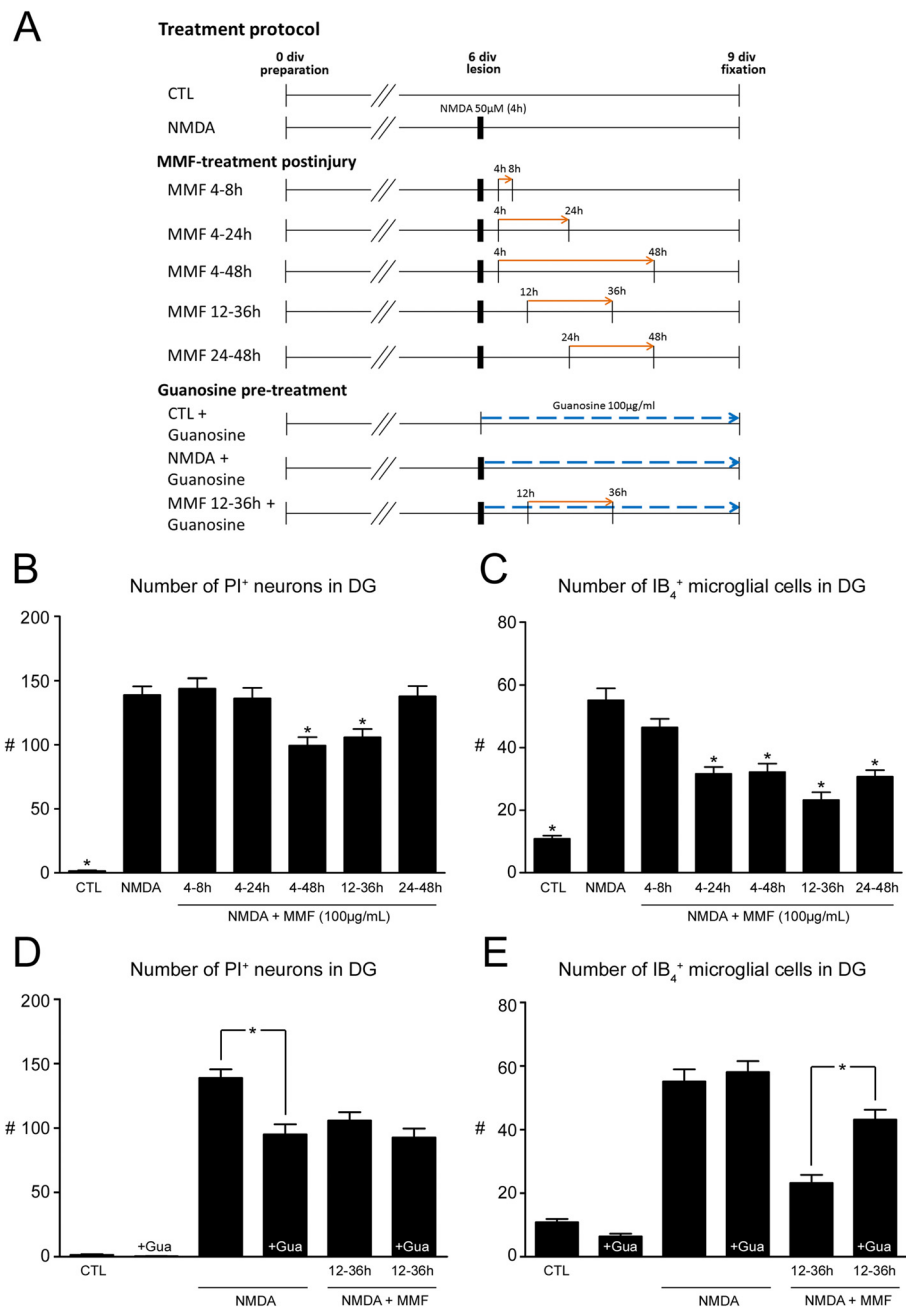 A
Treatment protocol
0 div
preparation
6 div
lesion
9 div
fixation
CTL
NMDA 50μM (4h)
NMDA
MMF-treatment postinjury
MMF 4-8h
4h 8h
MMF 4-24h
4h
24h
MMF 4-48h
4h
48h
MMF 12-36h
12h
36h
MMF 24-48h
24h
48h
Guanosine pre-treatment
CTL +
Guanosine
Guanosine 100μg/ml
NMDA +
Guanosine
MMF 12-36h +
Guanosine
12h
36h
B
Number of PI⁺ neurons in DG
200
150
100
50
0
#
*
*
*
CTL
NMDA
4-8h
4-24h
4-48h
12-36h
24-48h
NMDA + MMF (100μg/mL)
C
Number of IB₄⁺ microglial cells in DG
80
60
40
20
0
#
*
*
*
*
*
CTL
NMDA
4-8h
4-24h
4-48h
12-36h
24-48h
NMDA + MMF (100μg/mL)
D
Number of PI⁺ neurons in DG
200
150
100
50
0
#
*
+Gua
+Gua
+Gua
CTL
12-36h
12-36h
NMDA
NMDA + MMF
E
Number of IB₄⁺ microglial cells in DG
80
60
40
20
0
#
*
+Gua
+Gua
+Gua
CTL
12-36h
12-36h
NMDA
NMDA + MMF